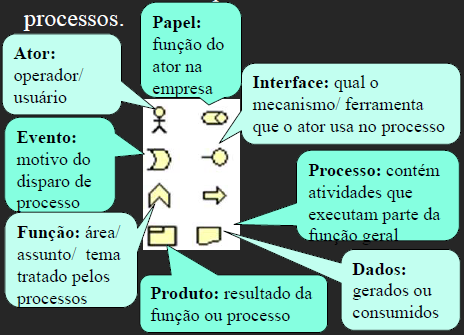 processos.
Papel:
função do
ator na
empresa
Ator:
operador/
usuário
Interface: qual o
mecanismo/ ferramenta
que o ator usa no processo
Evento:
motivo do
disparo de
processo
Processo: contém
atividades que
executam parte da
função geral
Função: área/
assunto/ tema
tratado pelos
processos
Dados:
gerados ou
consumidos
Produto: resultado da
função ou processo